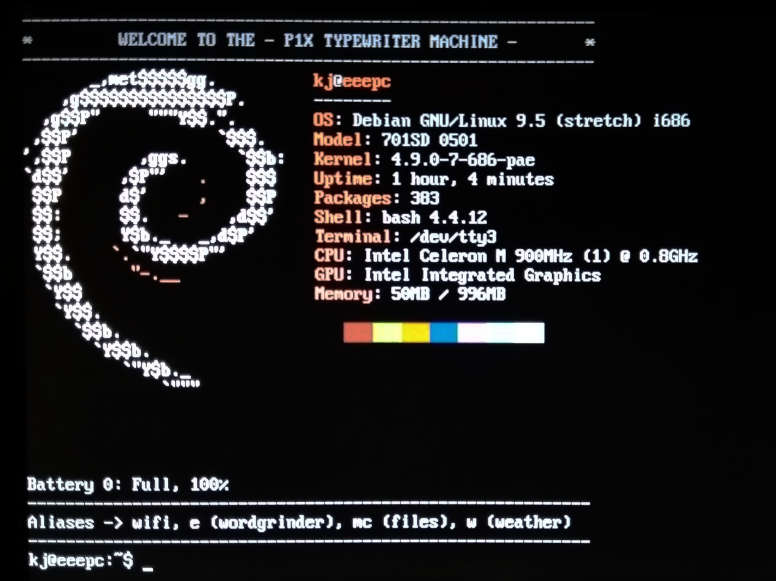 * WELCOME TO THE - P1X TYPEWRITER MACHINE - *
kj@eeepc
OS: Debian GNU/Linux 9.5 (stretch) i686
Model: 701SD 0501
Kernel: 4.9.0-7-686-pae
Uptime: 1 hour, 4 minutes
Packages: 383
Shell: bash 4.4.12
Terminal: /dev/tty3
CPU: Intel Celeron M 900MHz (1) @ 0.8GHz
GPU: Intel Integrated Graphics
Memory: 50MB / 996MB
Battery 0: Full, 100%
Aliases -> wifi, e (wordgrinder), mc (files), w (weather)
kj@eeepc:~$ _